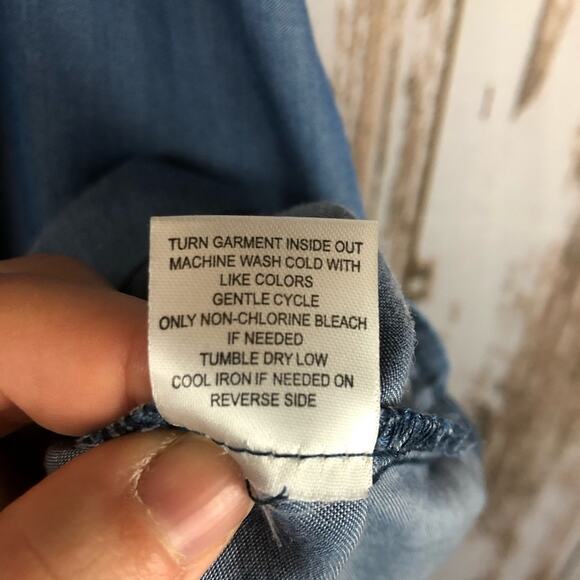 TURN GARMENT INSIDE OUT
MACHINE WASH COLD WITH
LIKE COLORS
GENTLE CYCLE
ONLY NON-CHLORINE BLEACH
IF NEEDED
TUMBLE DRY LOW
COOL IRON IF NEEDED ON
REVERSE SIDE